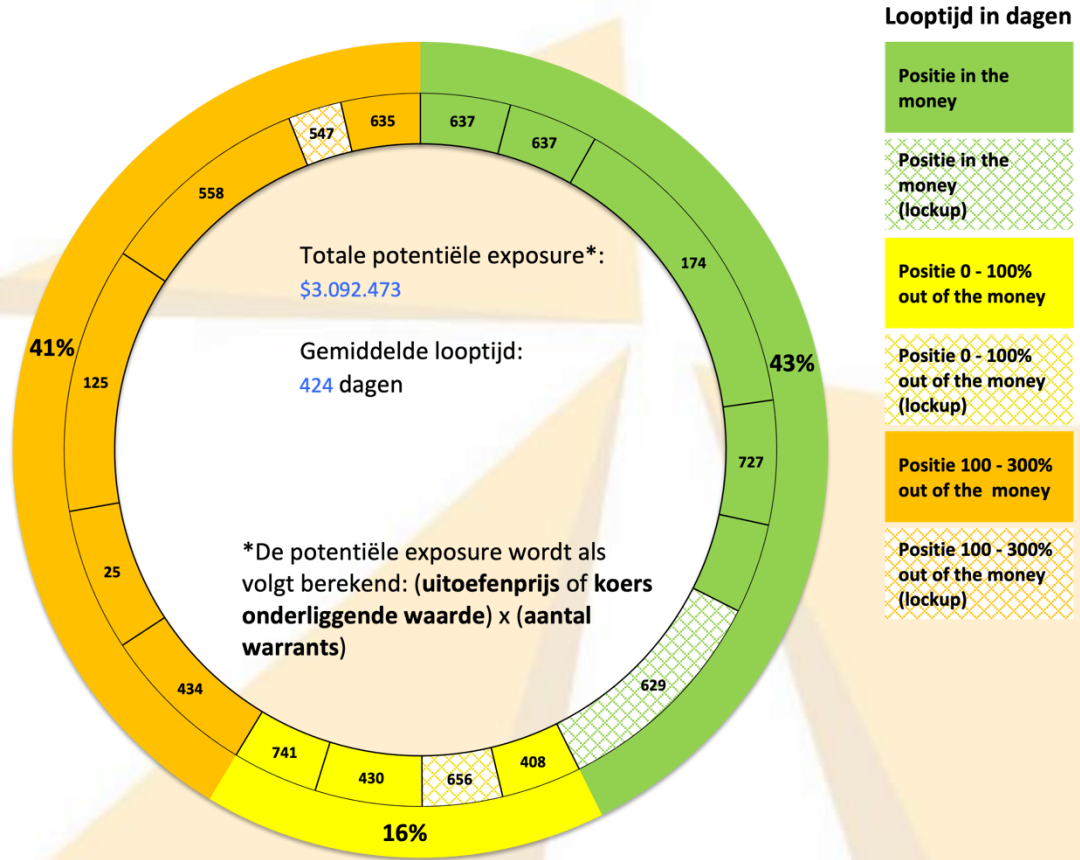 Looptijd in dagen
Positie in the
money
Positie in the
money
(lockup)
Positie 0 - 100%
out of the money
Positie 0 - 100%
out of the money
(lockup)
Positie 100 - 300%
out of the  money
Positie 100 - 300%
out of the money
(lockup)
547
635
637
637
558
174
Totale potentiële exposure*:
$3.092.473
41%
Gemiddelde looptijd:
43%
125
424 dagen
727
*De potentiële exposure wordt als
volgt berekend: (uitoefenprijs of koers
onderliggende waarde) x (aantal
warrants)
25
434
629
741
430
656
408
16%